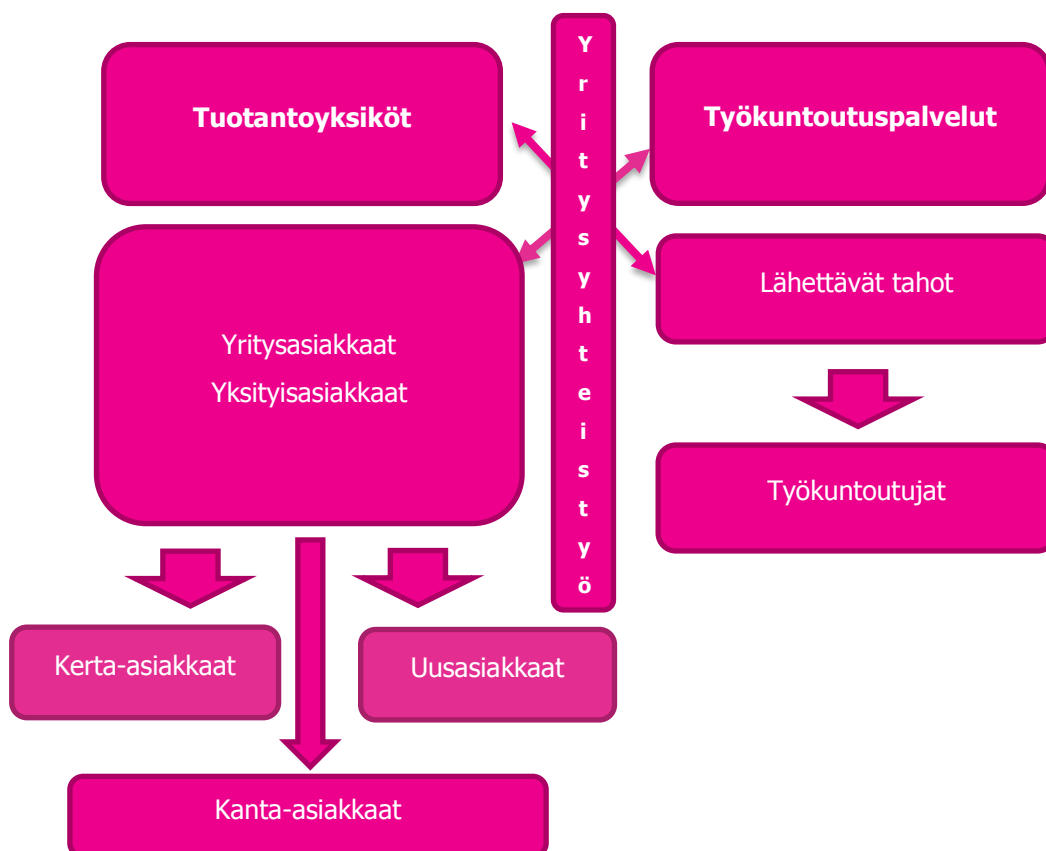 Tuotantoyksiköt
Yritysasiakkaat
Yksityisasiakkaat
Kerta-asiakkaat
Uusasiakkaat
Kanta-asiakkaat
Y
r
i
t
y
s
y
h
t
e
i
s
t
y
ö
Työkuntoutuspalvelut
Lähettävät tahot
Työkuntoutujat